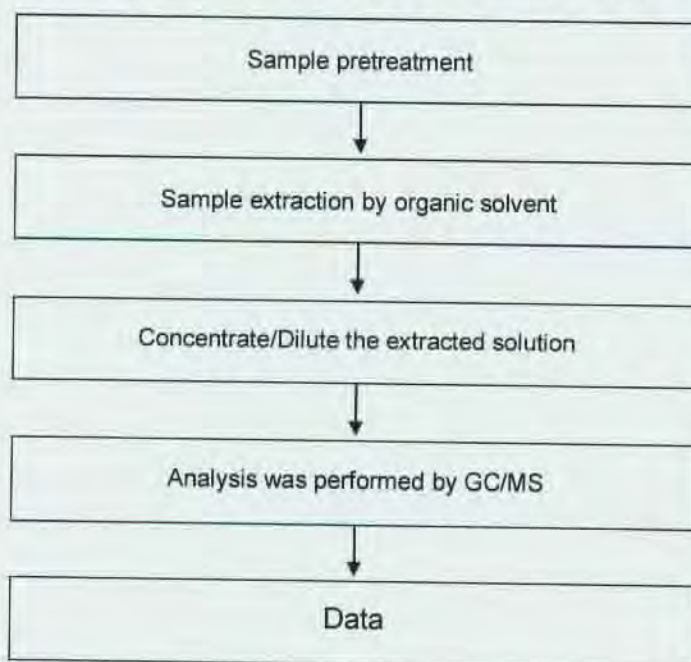 Sample pretreatment
Sample extraction by organic solvent
Concentrate/Dilute the extracted solution
Analysis was performed by GC/MS
Data